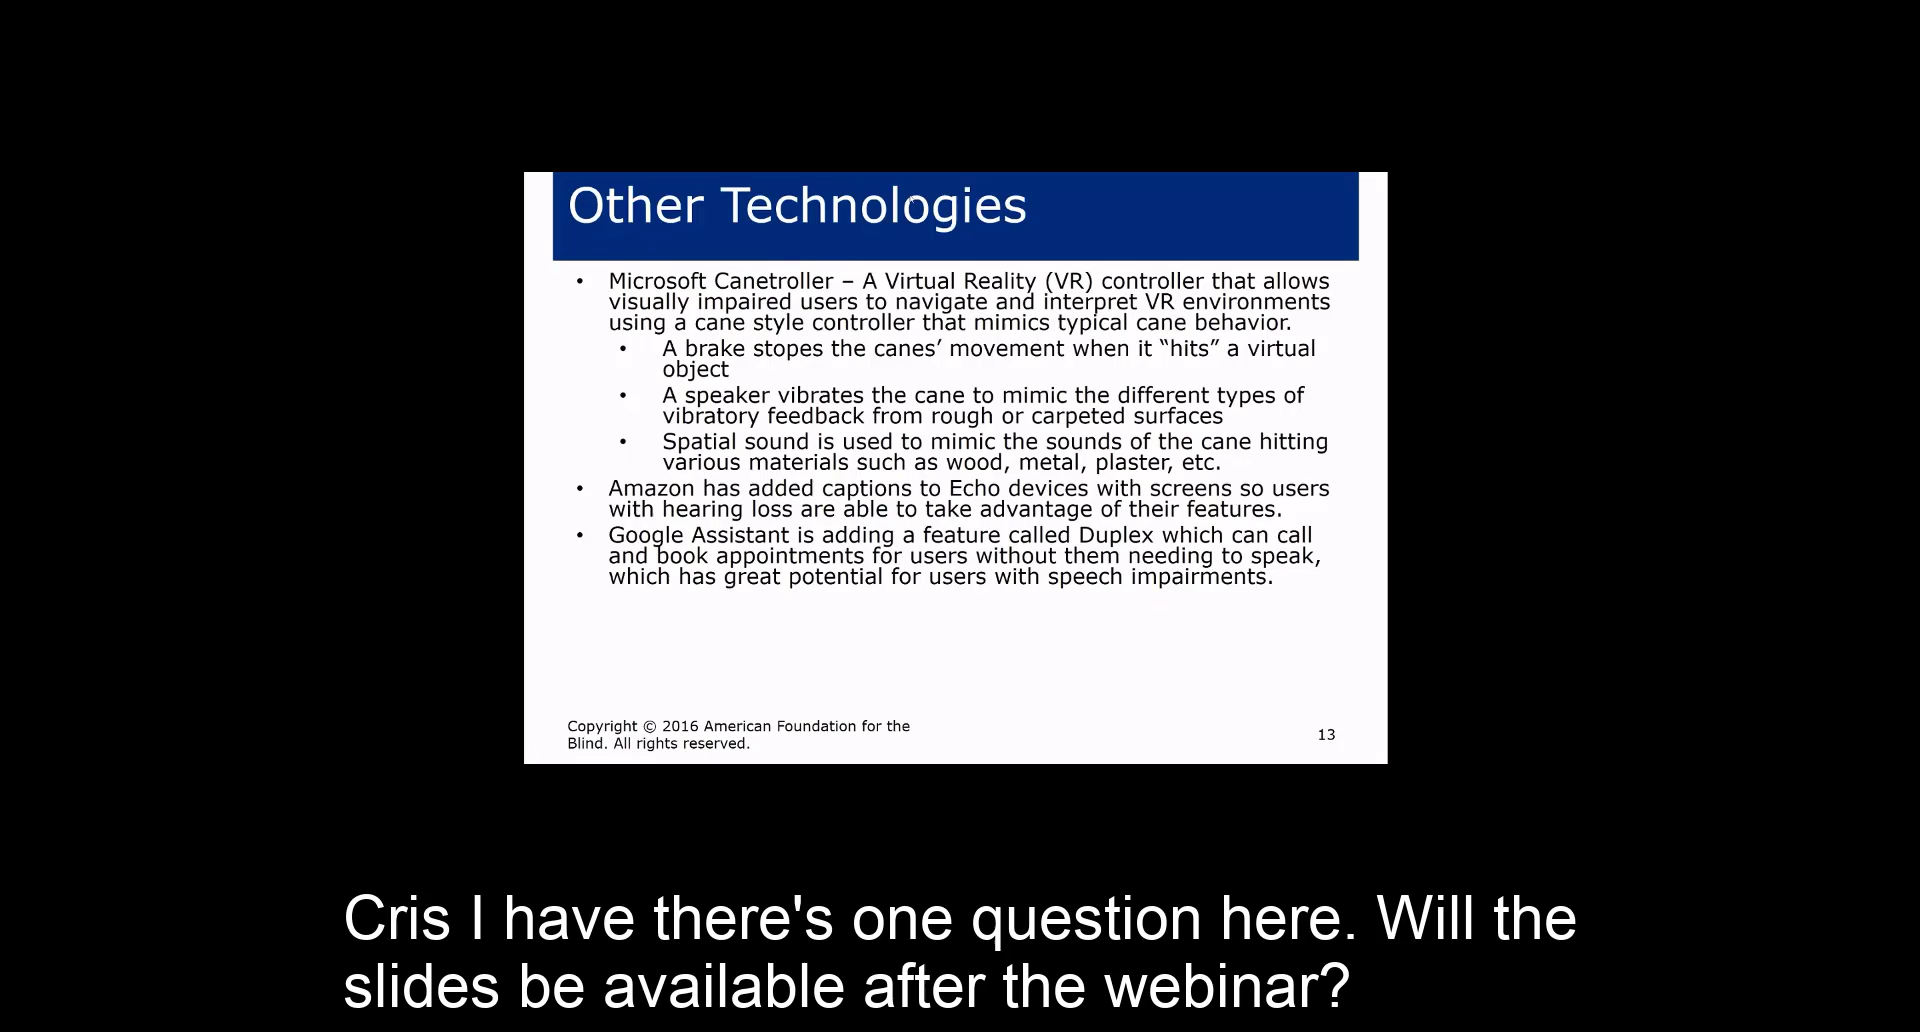 Other Technologies
• Microsoft Canetroller – A Virtual Reality (VR) controller that allows
visually impaired users to navigate and interpret VR environments
using a cane style controller that mimics typical cane behavior.
• A brake stopes the canes’ movement when it “hits” a virtual
object
• A speaker vibrates the cane to mimic the different types of
vibratory feedback from rough or carpeted surfaces
• Spatial sound is used to mimic the sounds of the cane hitting
various materials such as wood, metal, plaster, etc.
• Amazon has added captions to Echo devices with screens so users
with hearing loss are able to take advantage of their features.
• Google Assistant is adding a feature called Duplex which can call
and book appointments for users without them needing to speak,
which has great potential for users with speech impairments.
Copyright © 2016 American Foundation for the
Blind. All rights reserved.
13
Cris I have there's one question here. Will the
slides be available after the webinar?